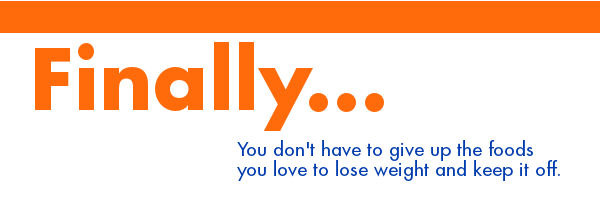 Finally...
You don't have to give up the foods
you love to lose weight and keep it off.